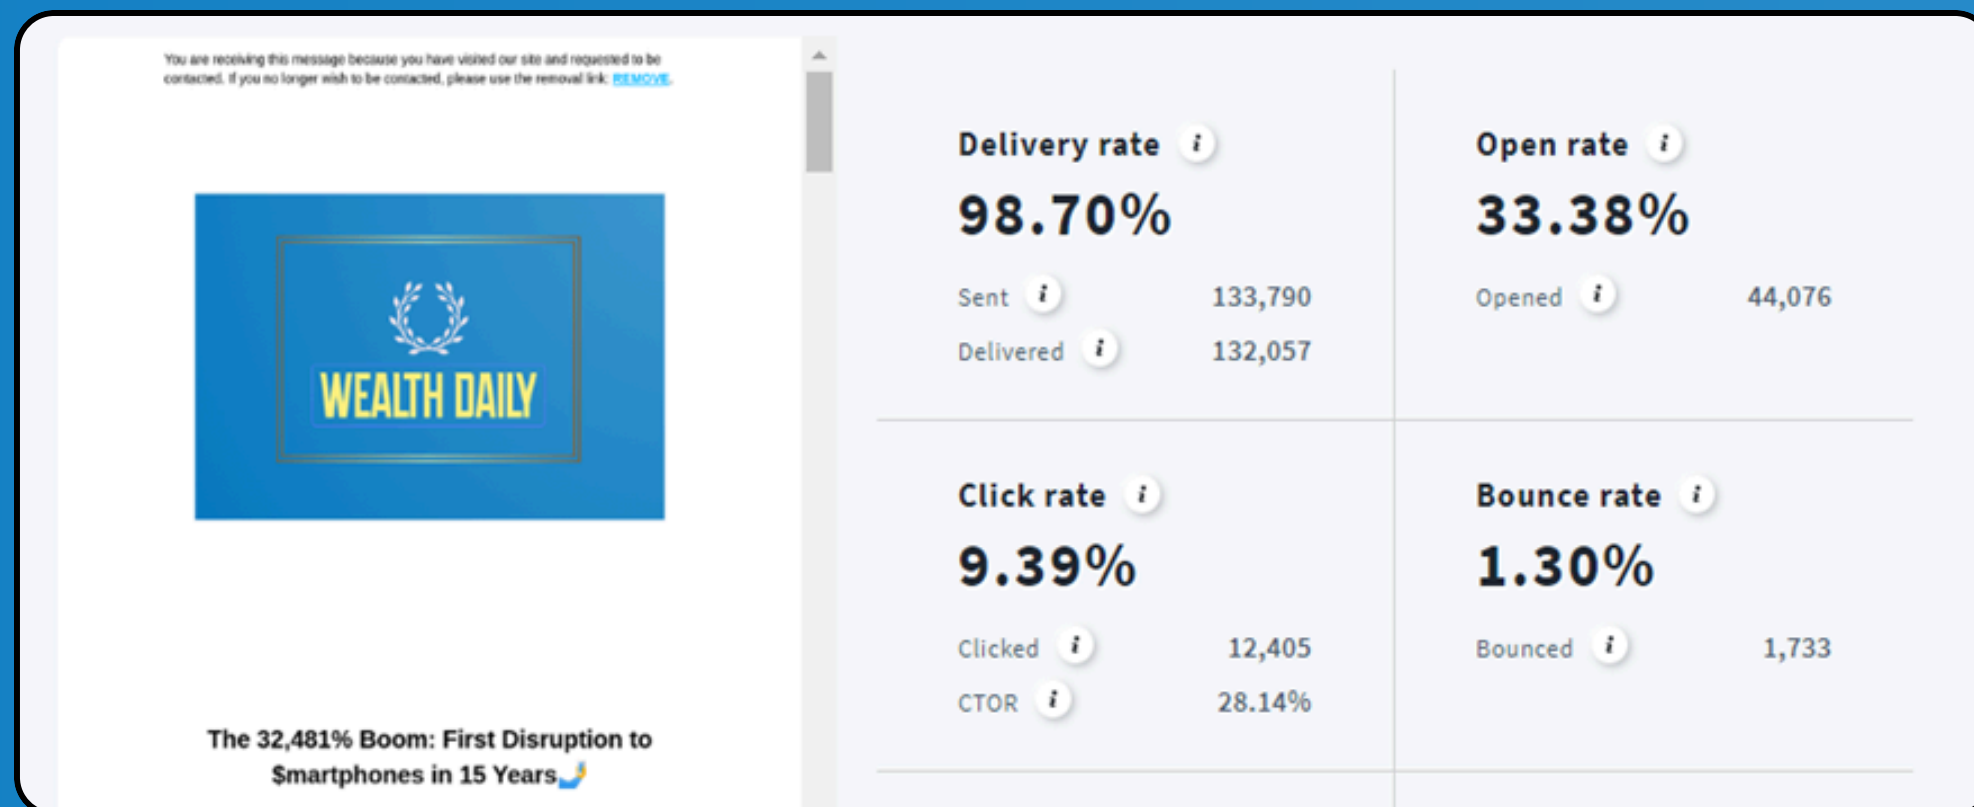 You are receiving this message because you have visited our site and requested to be
contacted. If you no longer wish to be contacted, please use the removal link: REMOVE.
WEALTH DAILY
The 32,481% Boom: First Disruption to
$martphones in 15 Years🤳
Delivery rate i
98.70%
Sent i 133,790
Delivered i 132,057
Open rate i
33.38%
Opened i 44,076
Click rate i
9.39%
Clicked i 12,405
CTOR i 28.14%
Bounce rate i
1.30%
Bounced i 1,733